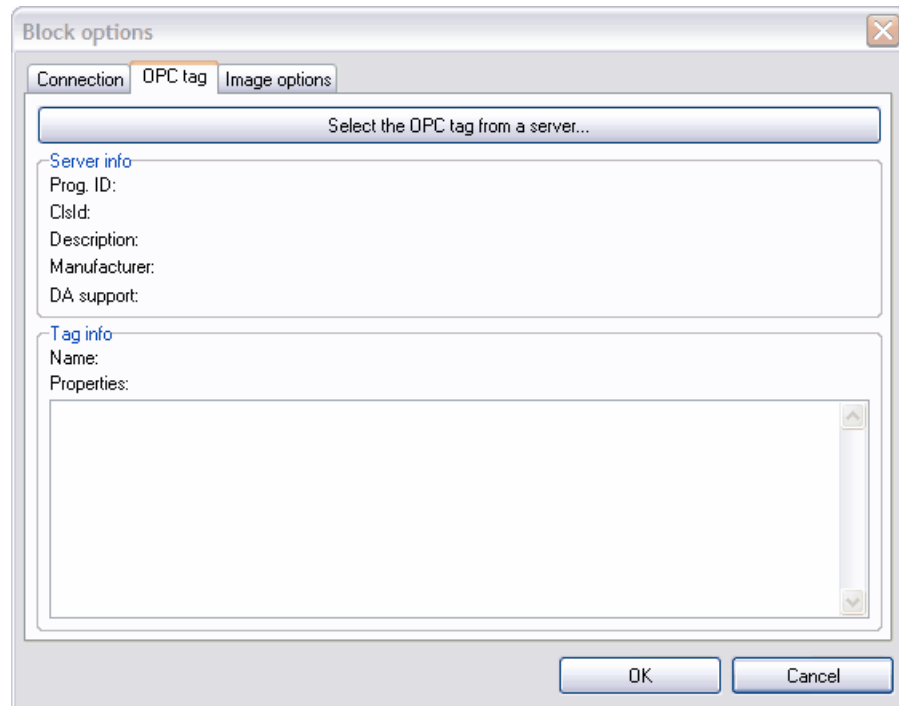 Block options
Connection OPC tag Image options
Select the OPC tag from a server...
Server info
Prog. ID:
ClsId:
Description:
Manufacturer:
DA support:
Tag info
Name:
Properties:
OK Cancel